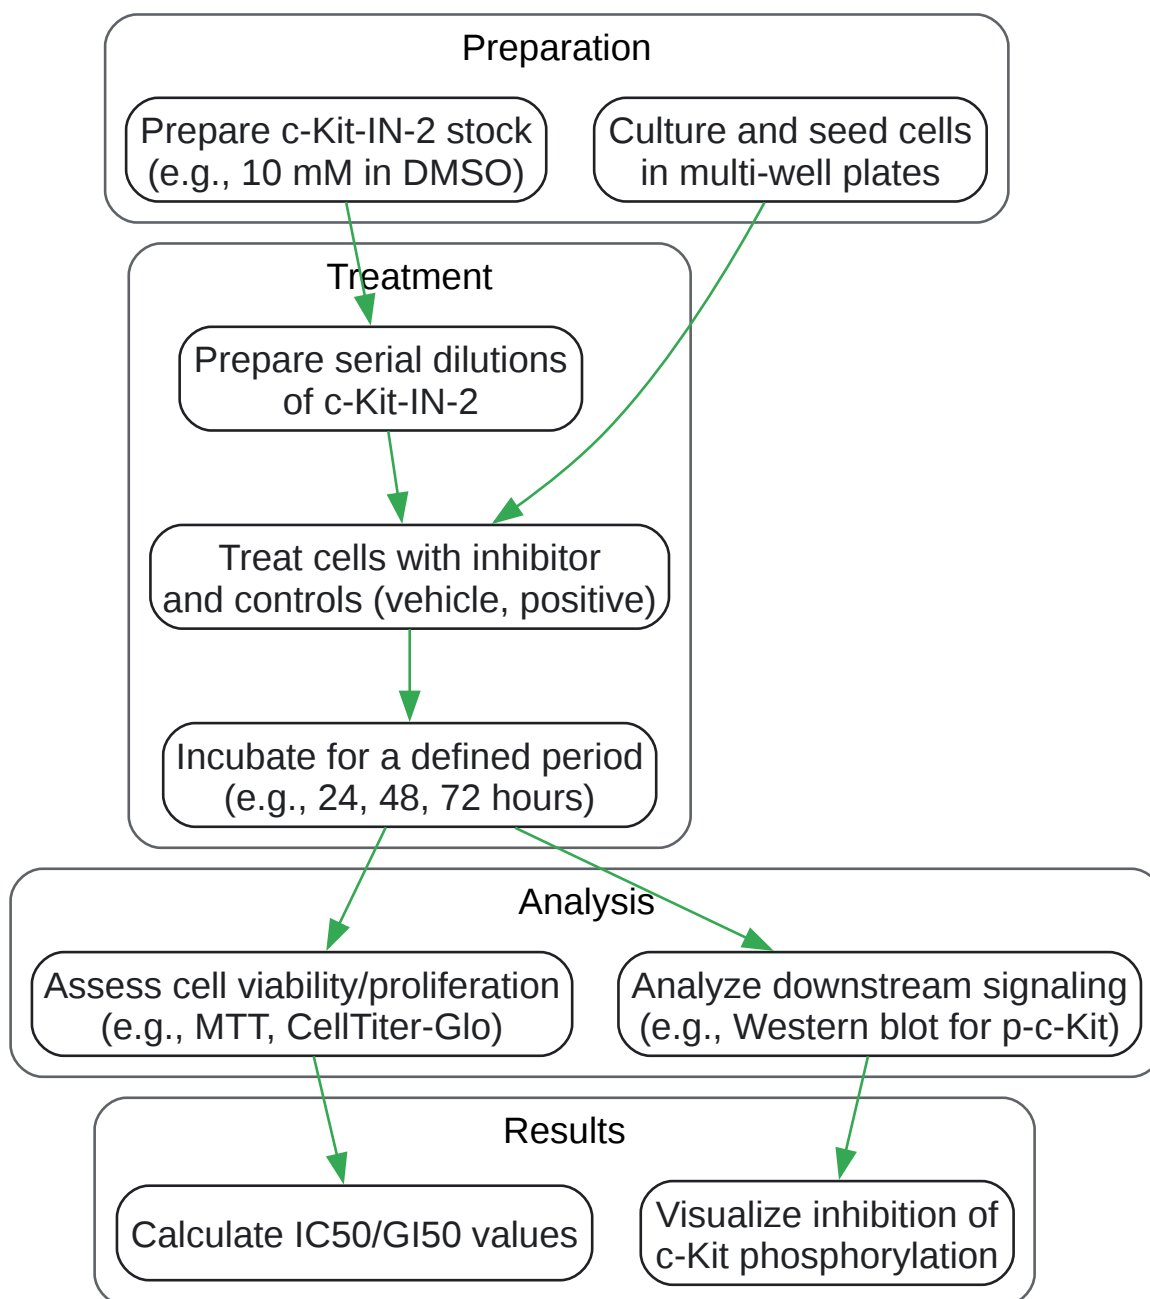 Preparation
Prepare c-Kit-IN-2 stock
(e.g., 10 mM in DMSO)
Culture and seed cells
in multi-well plates
Treatment
Prepare serial dilutions
of c-Kit-IN-2
Treat cells with inhibitor
and controls (vehicle, positive)
Incubate for a defined period
(e.g., 24, 48, 72 hours)
Analysis
Assess cell viability/proliferation
(e.g., MTT, CellTiter-Glo)
Analyze downstream signaling
(e.g., Western blot for p-c-Kit)
Results
Calculate IC50/GI50 values
Visualize inhibition of
c-Kit phosphorylation